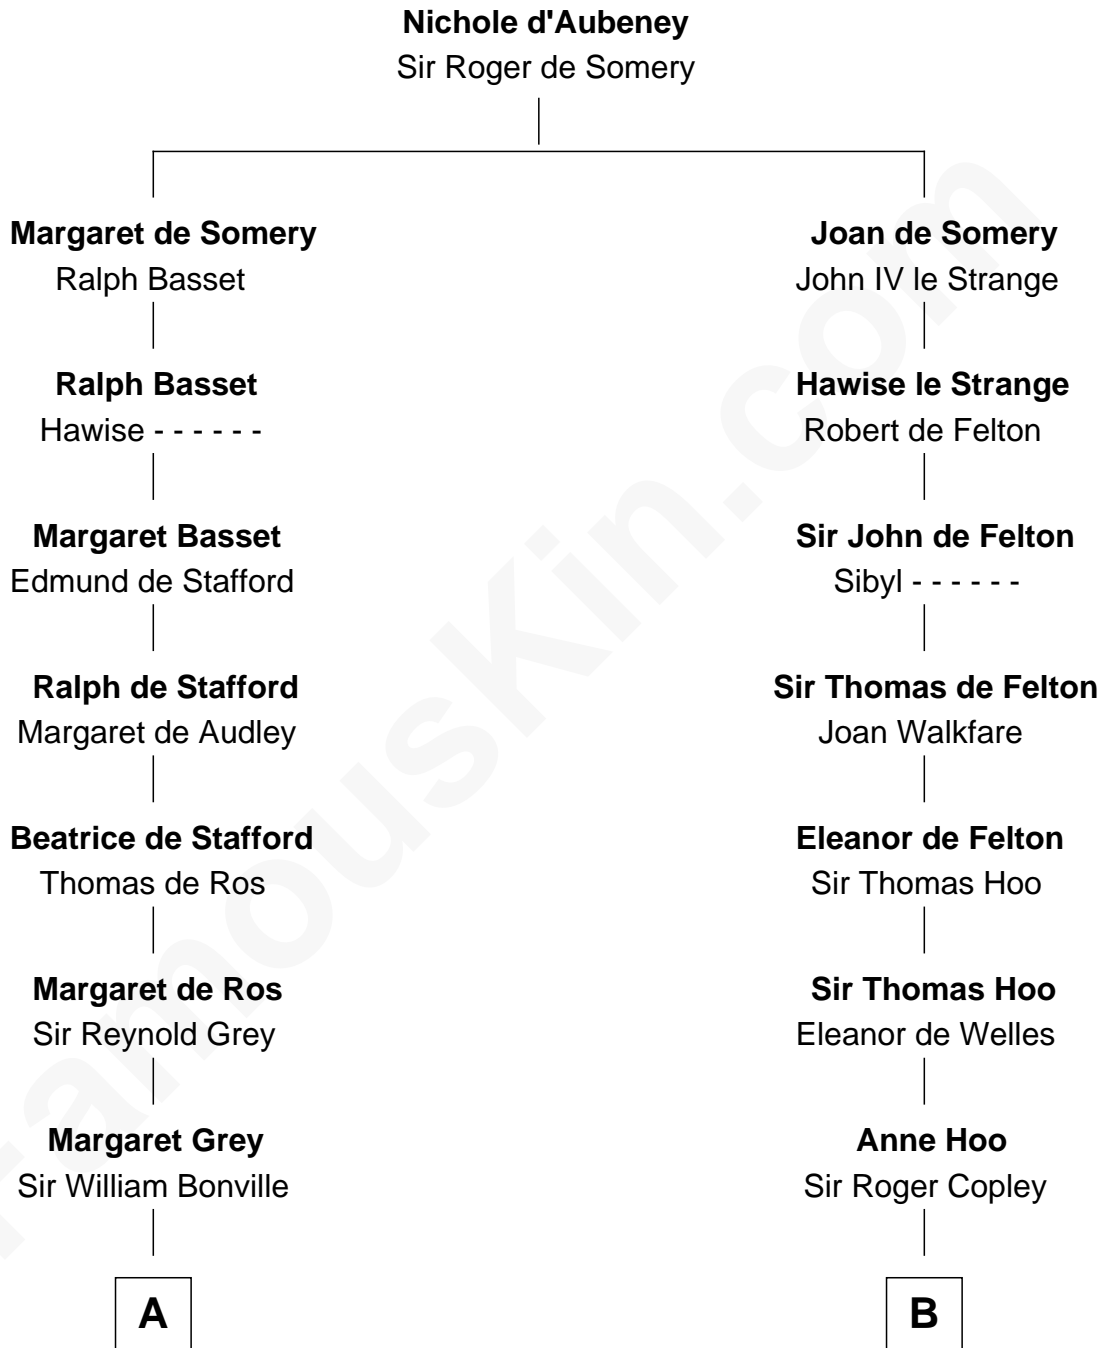 Nichole d'Aubeney
Sir Roger de Somery
Margaret de Somery
Ralph Basset
Joan de Somery
John IV le Strange
Ralph Basset
Hawise - - - - - -
Hawise le Strange
Robert de Felton
Margaret Basset
Edmund de Stafford
Sir John de Felton
Sibyl - - - - - -
Ralph de Stafford
Margaret de Audley
Sir Thomas de Felton
Joan Walkfare
Beatrice de Stafford
Thomas de Ros
Eleanor de Felton
Sir Thomas Hoo
Margaret de Ros
Sir Reynold Grey
Sir Thomas Hoo
Eleanor de Welles
Margaret Grey
Sir William Bonville
Anne Hoo
Sir Roger Copley
A
B
FamousKin.com